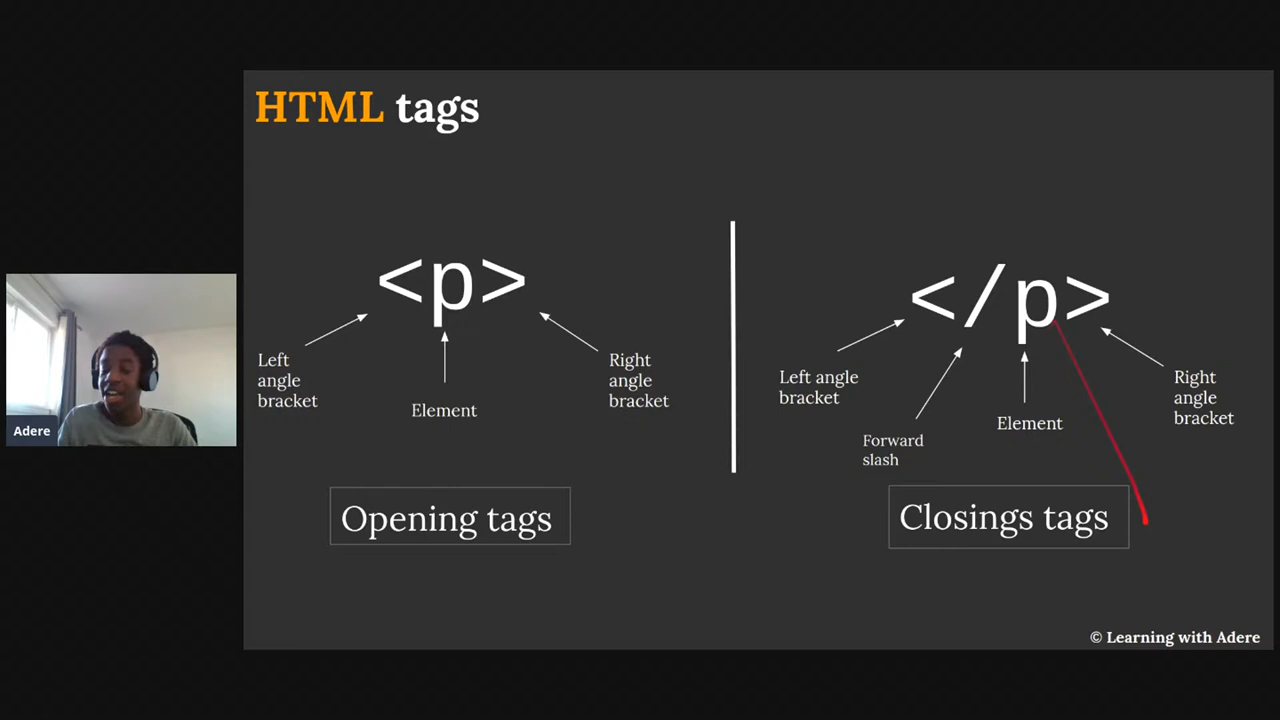 HTML tags
<p>
Left
angle
bracket
Element
Right
angle
bracket
Opening tags
</p>
Left angle
bracket
Forward
slash
Element
Right
angle
bracket
Closings tags
Adere
© Learning with Adere